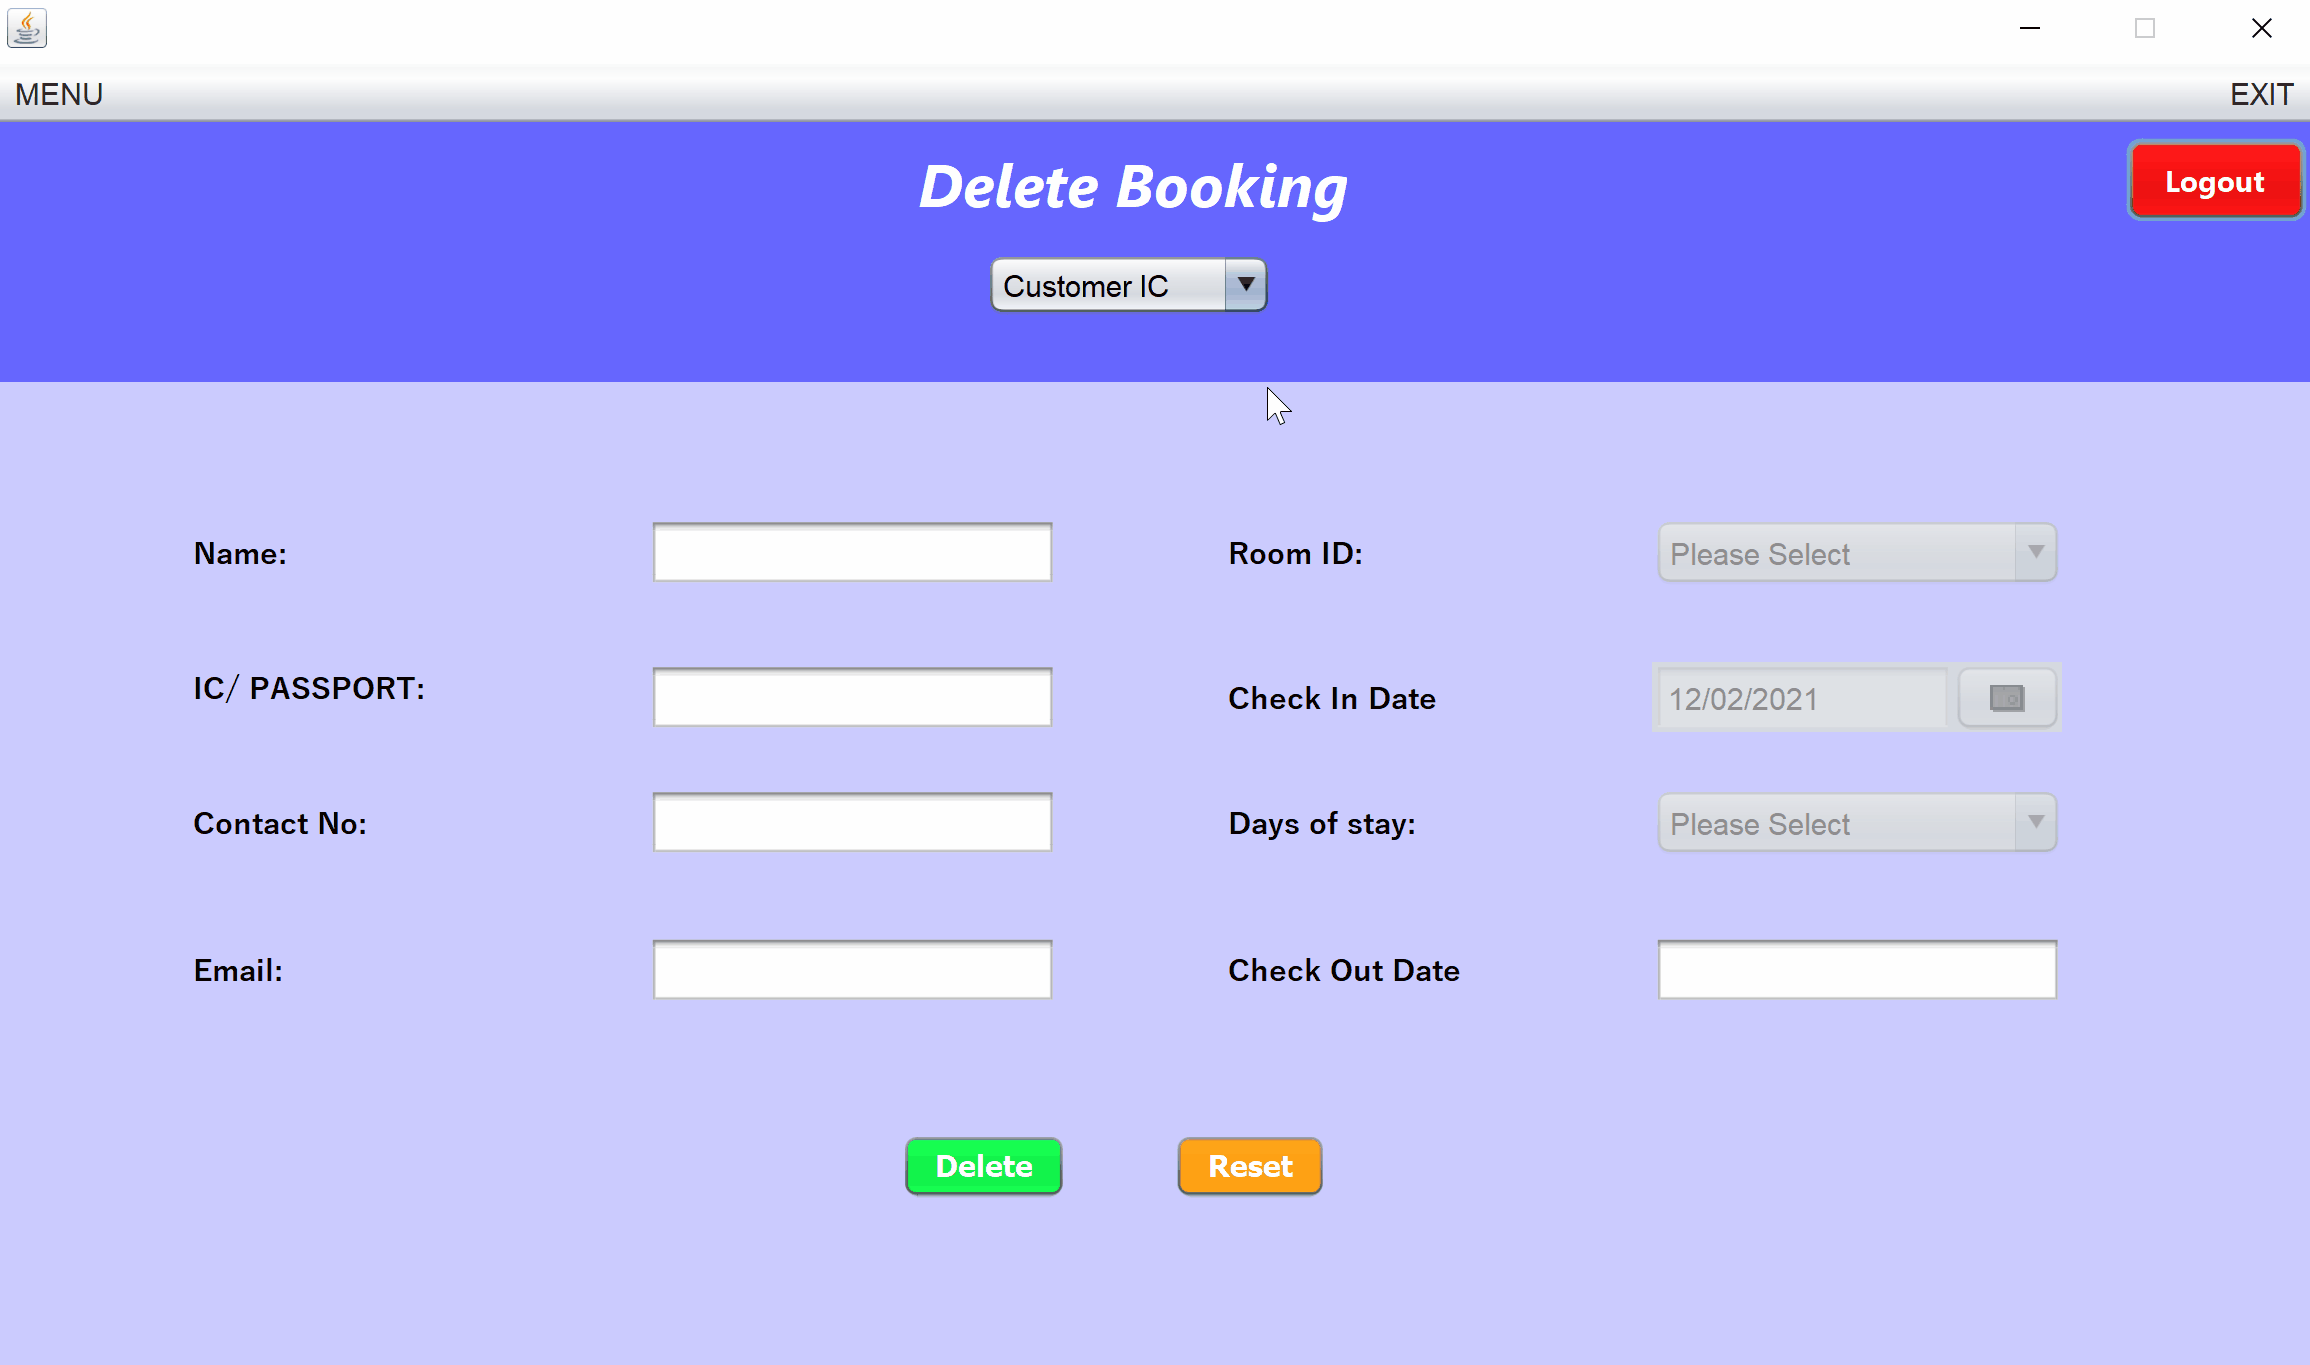 MENU
EXIT
Delete Booking
Logout
Customer IC
Name:
Room ID:
Please Select
IC/ PASSPORT:
Check In Date
12/02/2021
Contact No:
Days of stay:
Please Select
Email:
Check Out Date
Delete
Reset